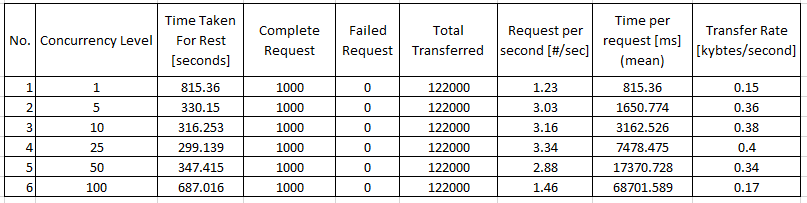 No. Concurrency Level Time Taken For Rest [seconds] Complete Request Failed Request Total Transferred Request per second [#/sec] Time per request [ms] (mean) Transfer Rate [kybtes/second]
1 1 815.36 1000 0 122000 1.23 815.36 0.15
2 5 330.15 1000 0 122000 3.03 1650.774 0.36
3 10 316.253 1000 0 122000 3.16 3162.526 0.38
4 25 299.139 1000 0 122000 3.34 7478.475 0.4
5 50 347.415 1000 0 122000 2.88 17370.728 0.34
6 100 687.016 1000 0 122000 1.46 68701.589 0.17